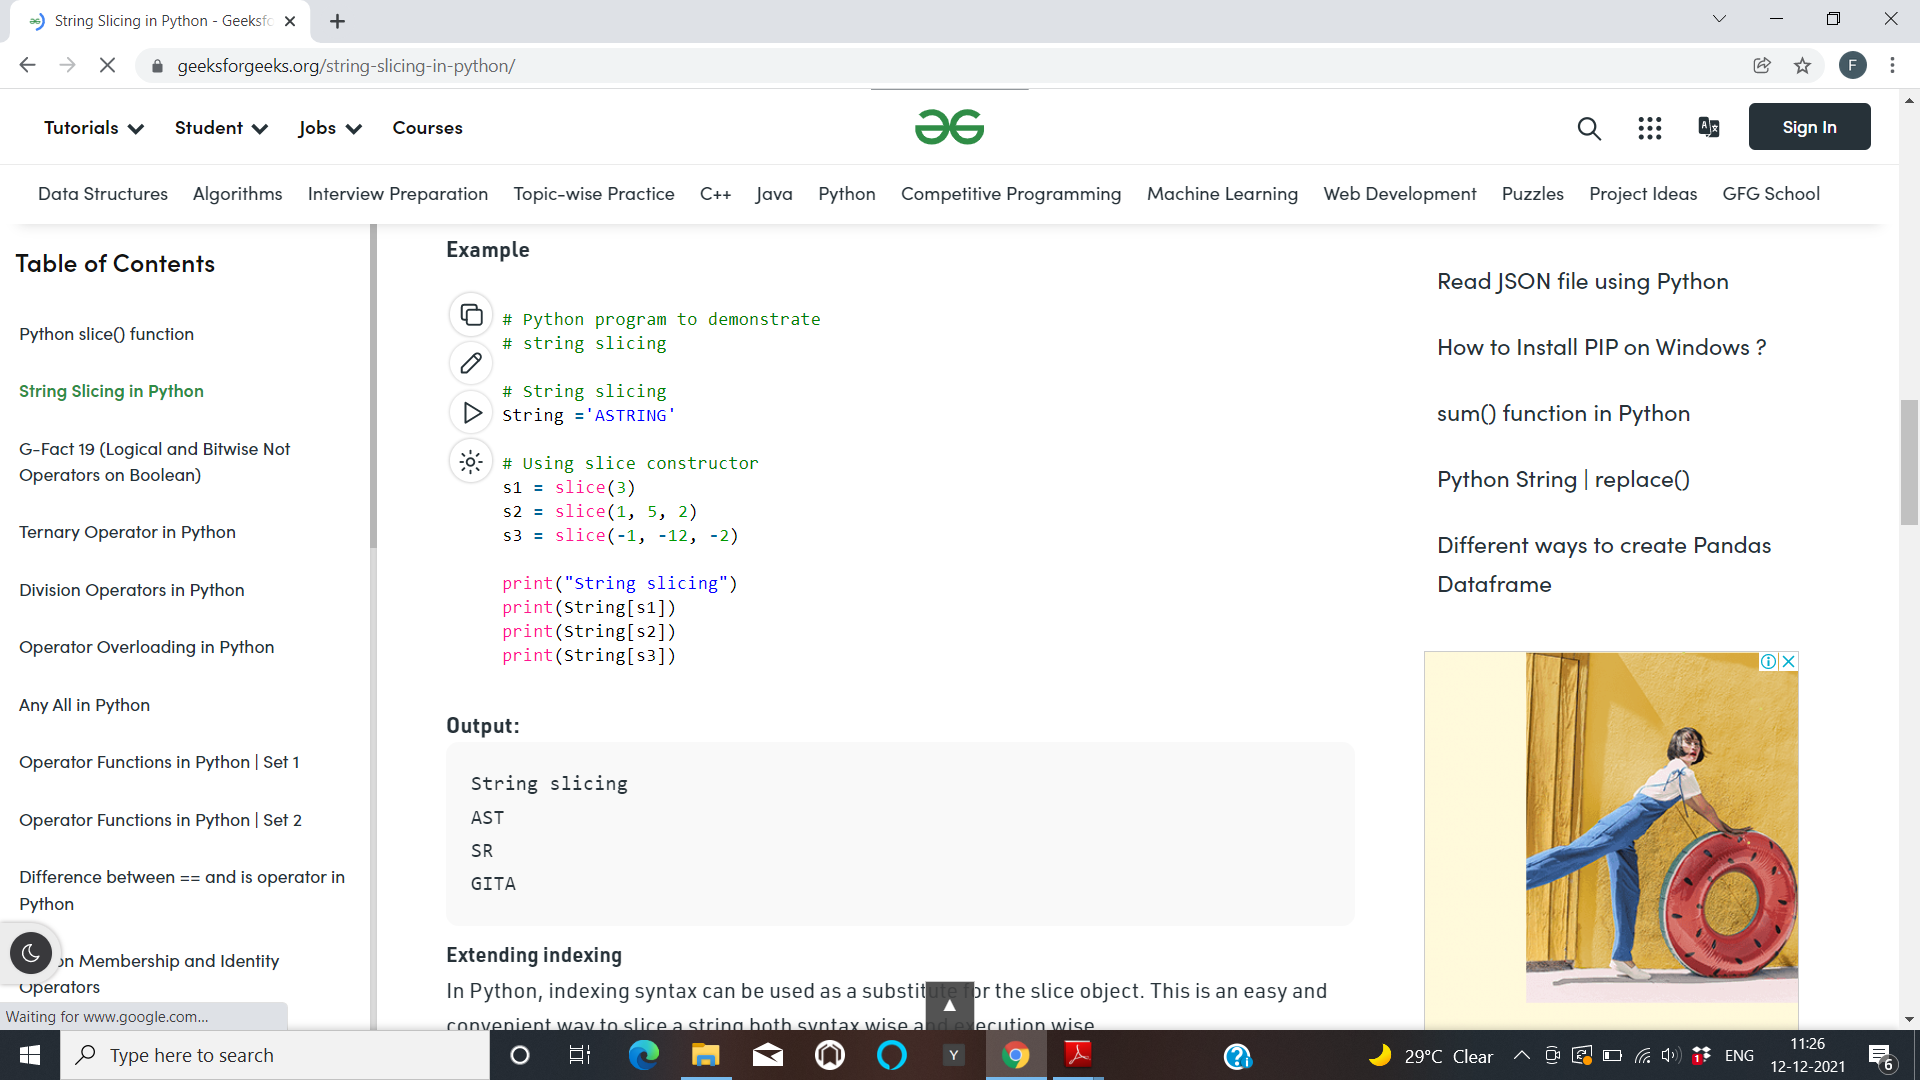 String Slicing in Python - Geeksfo
geeksforgeeks.org/string-slicing-in-python/
F
Tutorials Student Jobs Courses
Sign In
Data Structures Algorithms Interview Preparation Topic-wise Practice C++ Java Python Competitive Programming Machine Learning Web Development Puzzles Project Ideas GFG School
Table of Contents
Python slice() function
String Slicing in Python
G-Fact 19 (Logical and Bitwise Not
Operators on Boolean)
Ternary Operator in Python
Division Operators in Python
Operator Overloading in Python
Any All in Python
Operator Functions in Python | Set 1
Operator Functions in Python | Set 2
Difference between == and is operator in
Python
on Membership and Identity
Operators
Waiting for www.google.com...
Example
# Python program to demonstrate
# string slicing
# String slicing
String ='ASTRING'
# Using slice constructor
s1 = slice(3)
s2 = slice(1, 5, 2)
s3 = slice(-1, -12, -2)
print("String slicing")
print(String[s1])
print(String[s2])
print(String[s3])
Output:
String slicing
AST
SR
GITA
Extending indexing
In Python, indexing syntax can be used as a substitute for the slice object. This is an easy and
convenient way to slice a string both syntax wise and execution wise.
Read JSON file using Python
How to Install PIP on Windows ?
sum() function in Python
Python String | replace()
Different ways to create Pandas
Dataframe
Type here to search
Y
29°C Clear
1
ENG
11:26
12-12-2021
6